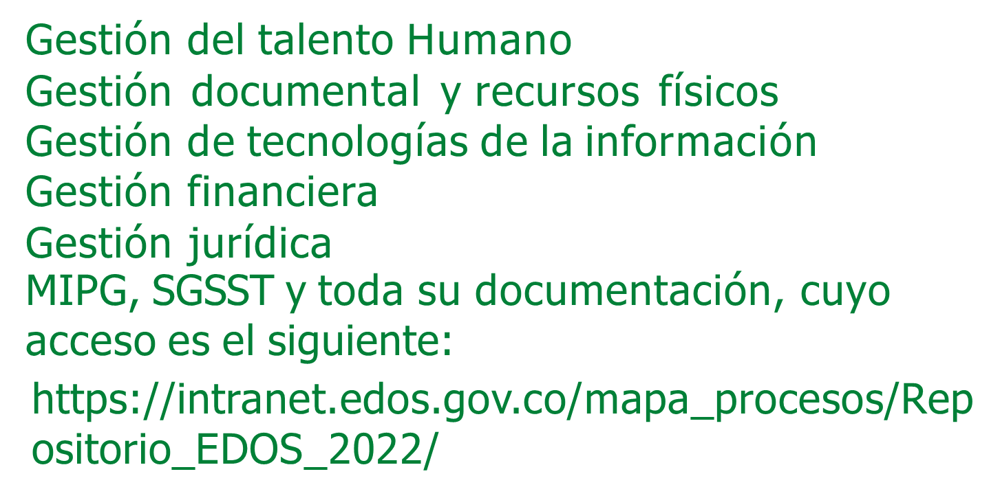 Gestión del talento Humano
Gestión documental y recursos físicos
Gestión de tecnologías de la información
Gestión financiera
Gestión jurídica
MIPG, SGSST y toda su documentación, cuyo
acceso es el siguiente:
https://intranet.edos.gov.co/mapa_procesos/Rep
ositorio_EDOS_2022/